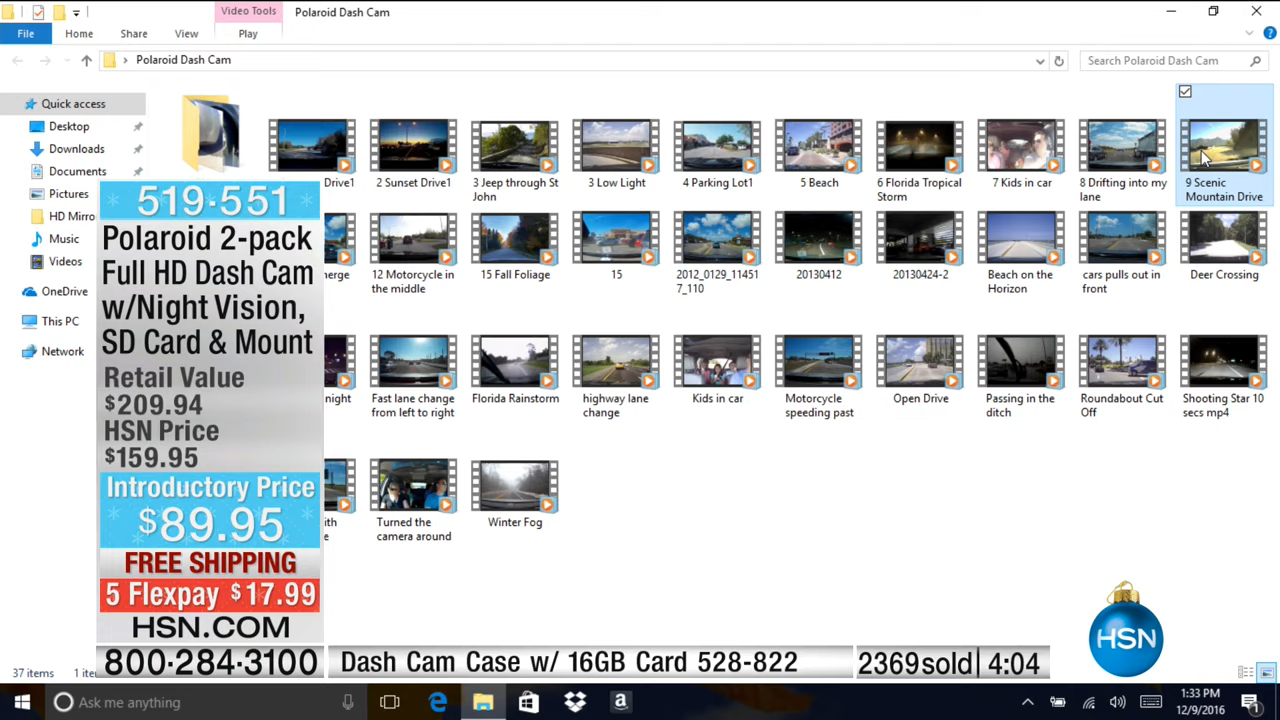 Video Tools
Polaroid Dash Cam
File
Home
Share
View
Play
Polaroid Dash Cam
Search Polaroid Dash Cam
Quick access
Desktop
Downloads
Documents
Pictures
HD Mirro
Music
Videos
OneDrive
This PC
Network
Drive1
2 Sunset Drive1
3 Jeep through St
John
3 Low Light
4 Parking Lot1
5 Beach
6 Florida Tropical
Storm
7 Kids in car
8 Drifting into my
lane
9 Scenic
Mountain Drive
erge
12 Motorcycle in
the middle
15 Fall Foliage
15
2012_0129_11451
7_110
20130412
20130424-2
Beach on the
Horizon
cars pulls out in
front
Deer Crossing
night
Fast lane change
from left to right
Florida Rainstorm
highway lane
change
Kids in car
Motorcycle
speeding past
Open Drive
Passing in the
ditch
Roundabout Cut
Off
Shooting Star 10
secs mp4
ith
e
Turned the
camera around
Winter Fog
519·551
Polaroid 2-pack
Full HD Dash Cam
w/Night Vision,
SD Card & Mount
Retail Value
$209.94
HSN Price
$159.95
Introductory Price
$89.95
FREE SHIPPING
5 Flexpay $17.99
HSN.COM
800·284·3100
Dash Cam Case w/ 16GB Card 528-822
2369sold
4:04
HSN
37 items
1 ite
Ask me anything
1:33 PM
12/9/2016